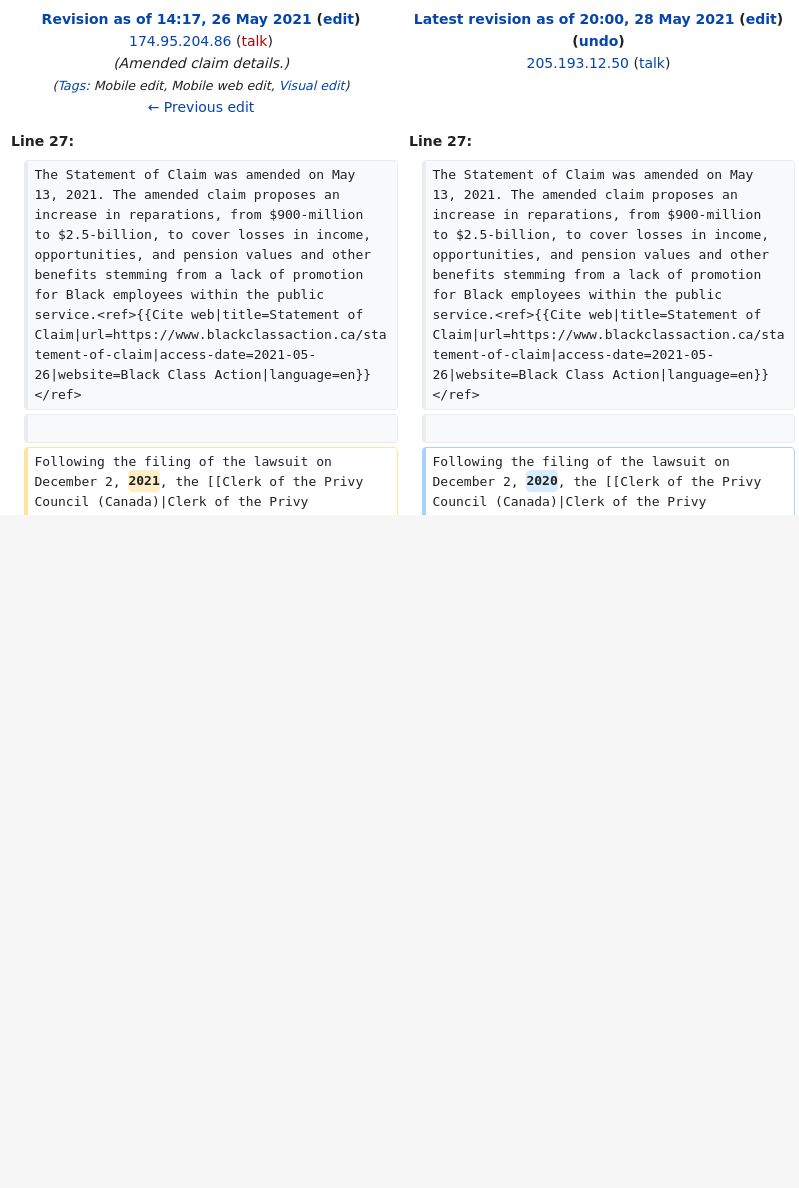 Revision as of 14:17, 26 May 2021 (edit)
174.95.204.86 (talk)
(Amended claim details.)
(Tags: Mobile edit, Mobile web edit, Visual edit)
← Previous edit
Latest revision as of 20:00, 28 May 2021 (edit)
(undo)
205.193.12.50 (talk)
Line 27:
The Statement of Claim was amended on May
13, 2021. The amended claim proposes an
increase in reparations, from $900-million
to $2.5-billion, to cover losses in income,
opportunities, and pension values and other
benefits stemming from a lack of promotion
for Black employees within the public
service.<ref>{{Cite web|title=Statement of
Claim|url=https://www.blackclassaction.ca/sta
tement-of-claim|access-date=2021-05-
26|website=Black Class Action|language=en}}
</ref>
Following the filing of the lawsuit on
December 2, 2021, the [[Clerk of the Privy
Council (Canada)|Clerk of the Privy
Line 27:
The Statement of Claim was amended on May
13, 2021. The amended claim proposes an
increase in reparations, from $900-million
to $2.5-billion, to cover losses in income,
opportunities, and pension values and other
benefits stemming from a lack of promotion
for Black employees within the public
service.<ref>{{Cite web|title=Statement of
Claim|url=https://www.blackclassaction.ca/sta
tement-of-claim|access-date=2021-05-
26|website=Black Class Action|language=en}}
</ref>
Following the filing of the lawsuit on
December 2, 2020, the [[Clerk of the Privy
Council (Canada)|Clerk of the Privy